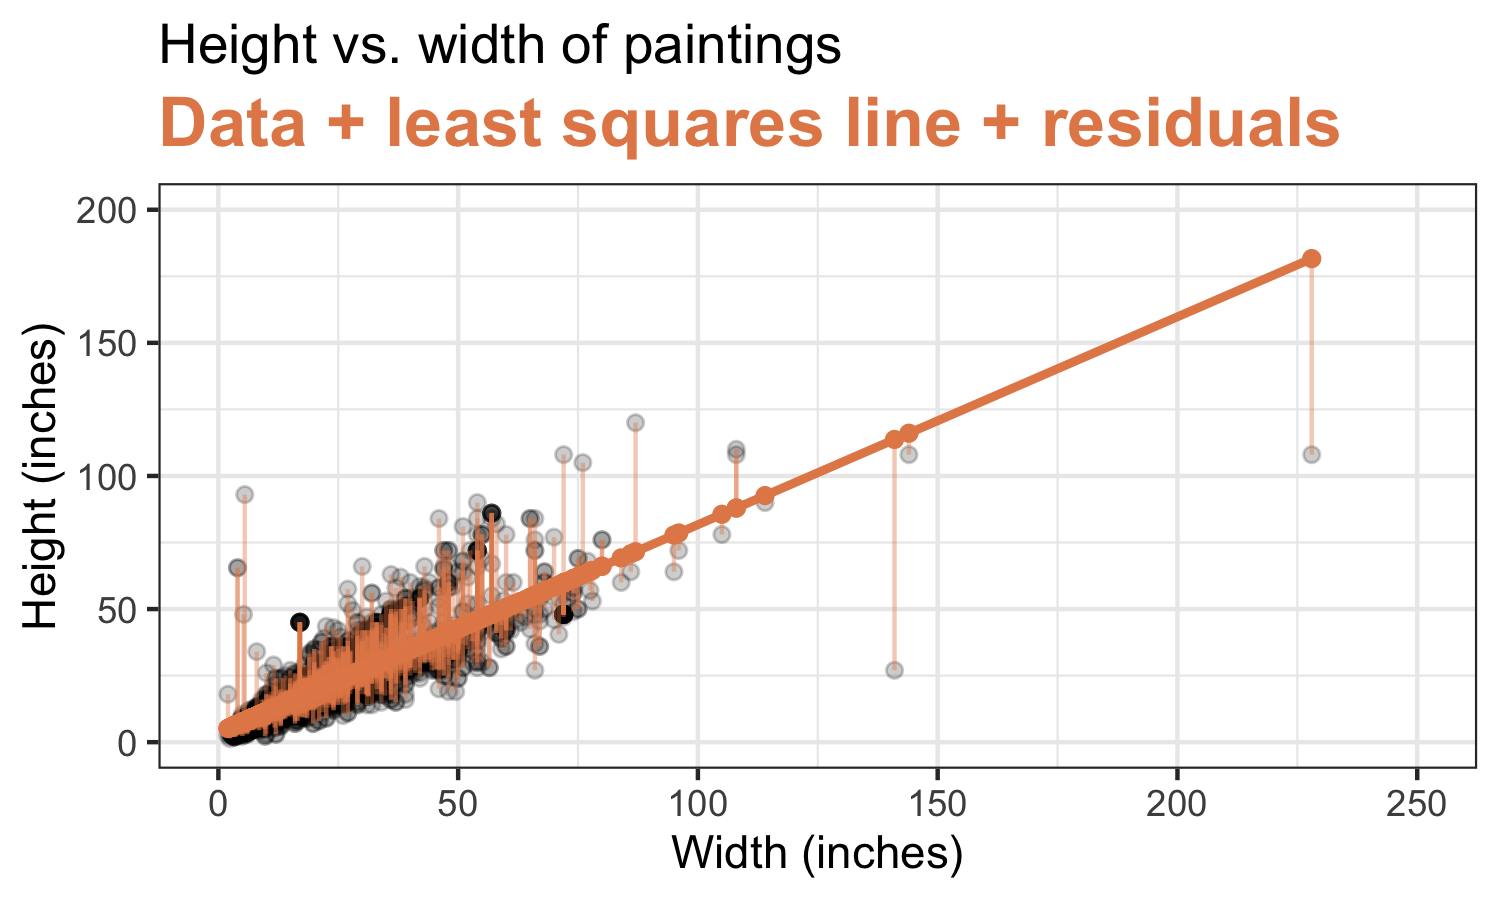 Height vs. width of paintings
Data + least squares line + residuals
200
150
100
50
0
Height (inches)
0 50 100 150 200 250
Width (inches)